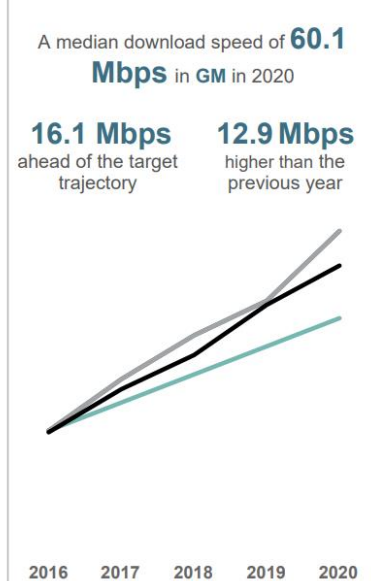 A median download speed of 60.1
Mbps in GM in 2020
16.1 Mbps
ahead of the target
trajectory
12.9 Mbps
higher than the
previous year
2016 2017 2018 2019 2020